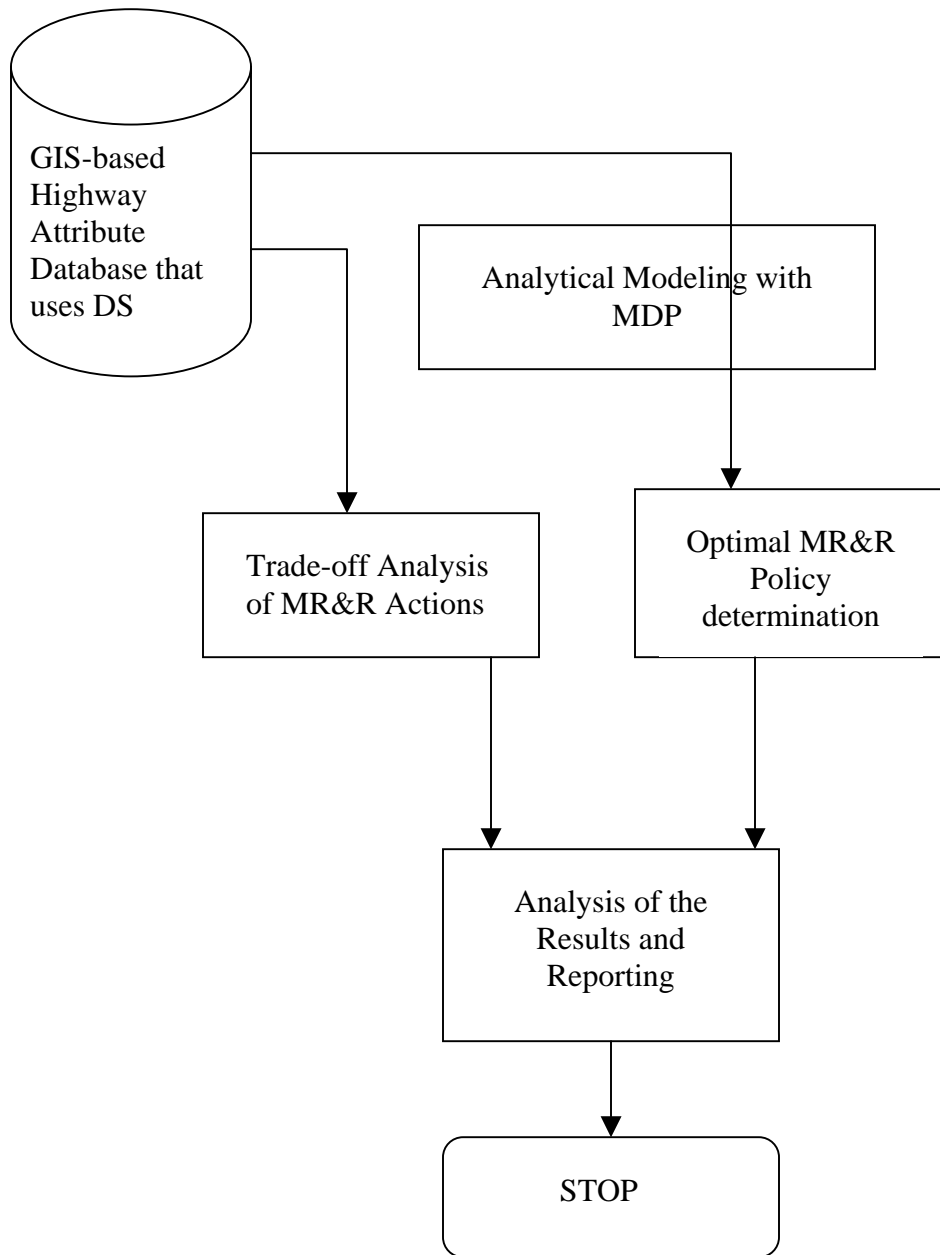 GIS-based
Highway
Attribute
Database that
uses DS
Analytical Modeling with
MDP
Trade-off Analysis
of MR&R Actions
Optimal MR&R
Policy
determination
Analysis of the
Results and
Reporting
STOP